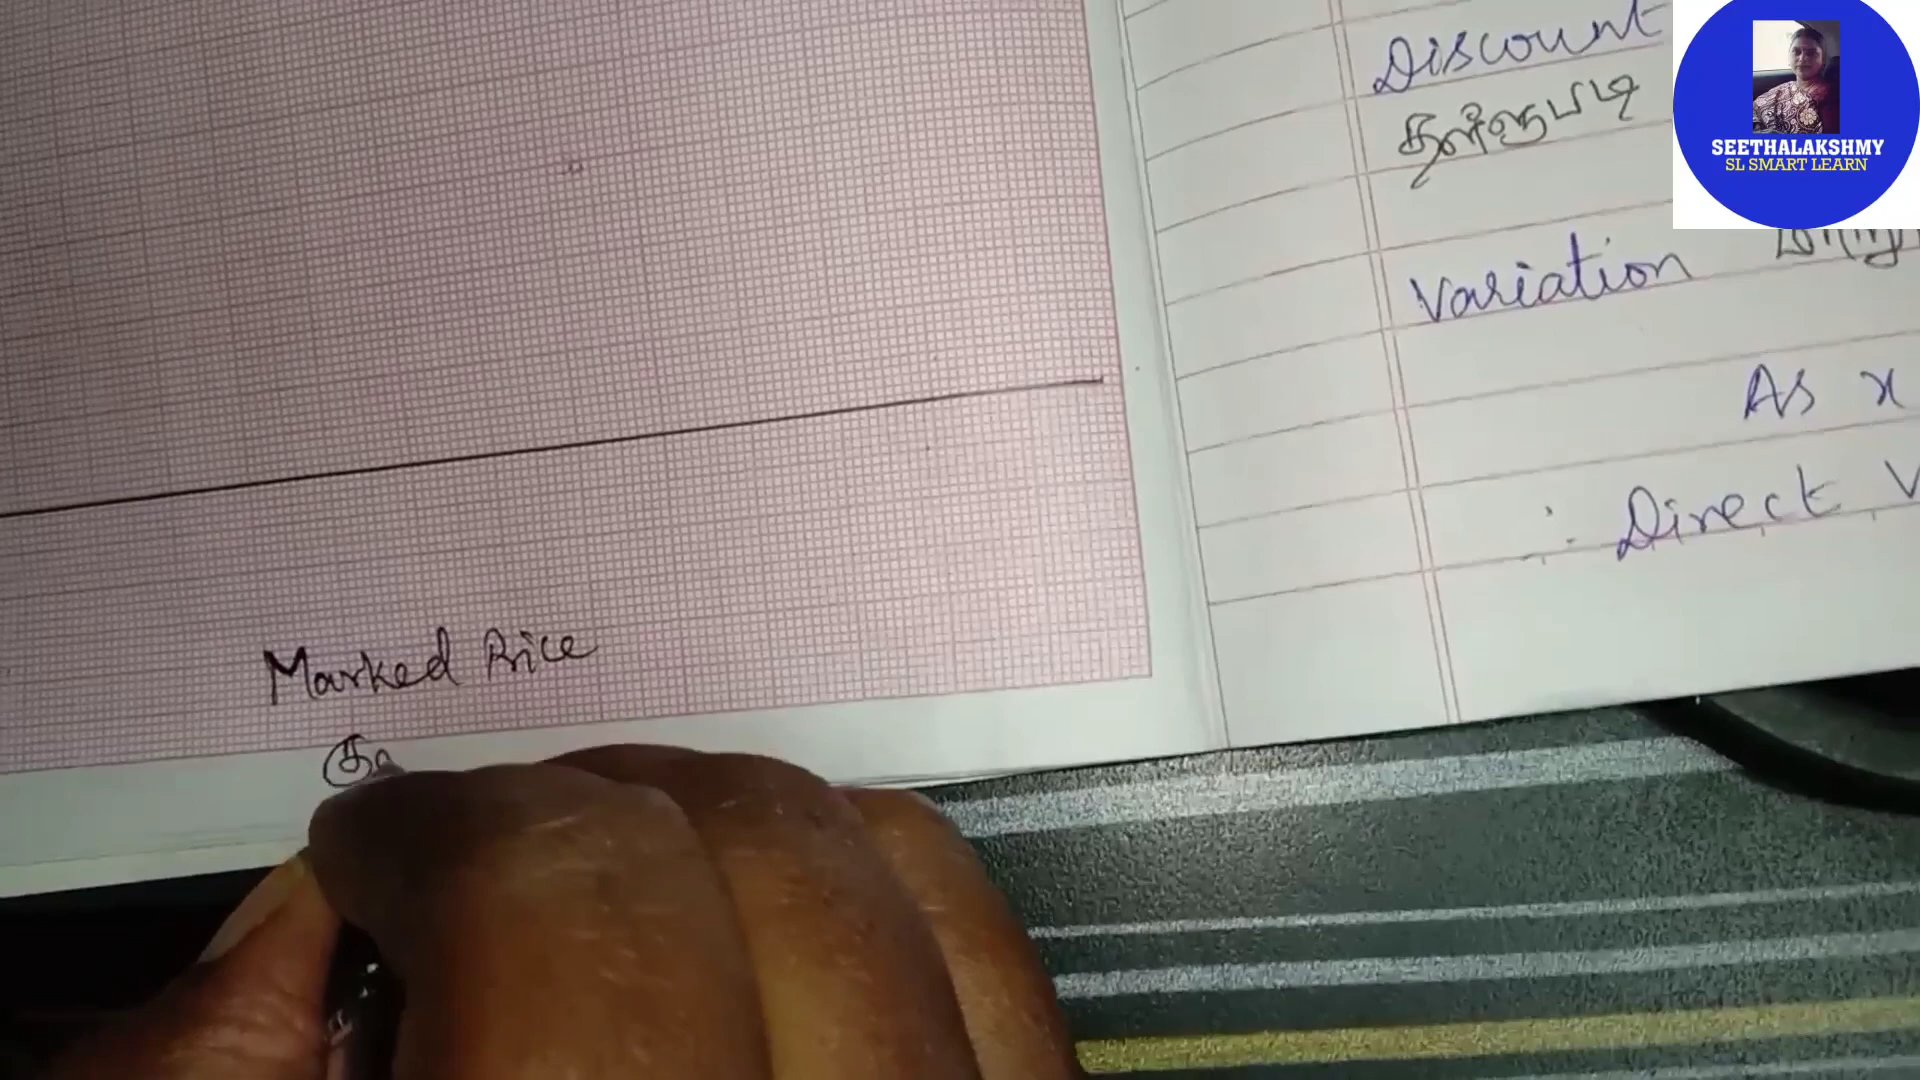 Marked Price
Discount
தள்ளுபடி
Variation
As x
∴ Direct V
SEETHALAKSHMY
SL SMART LEARN